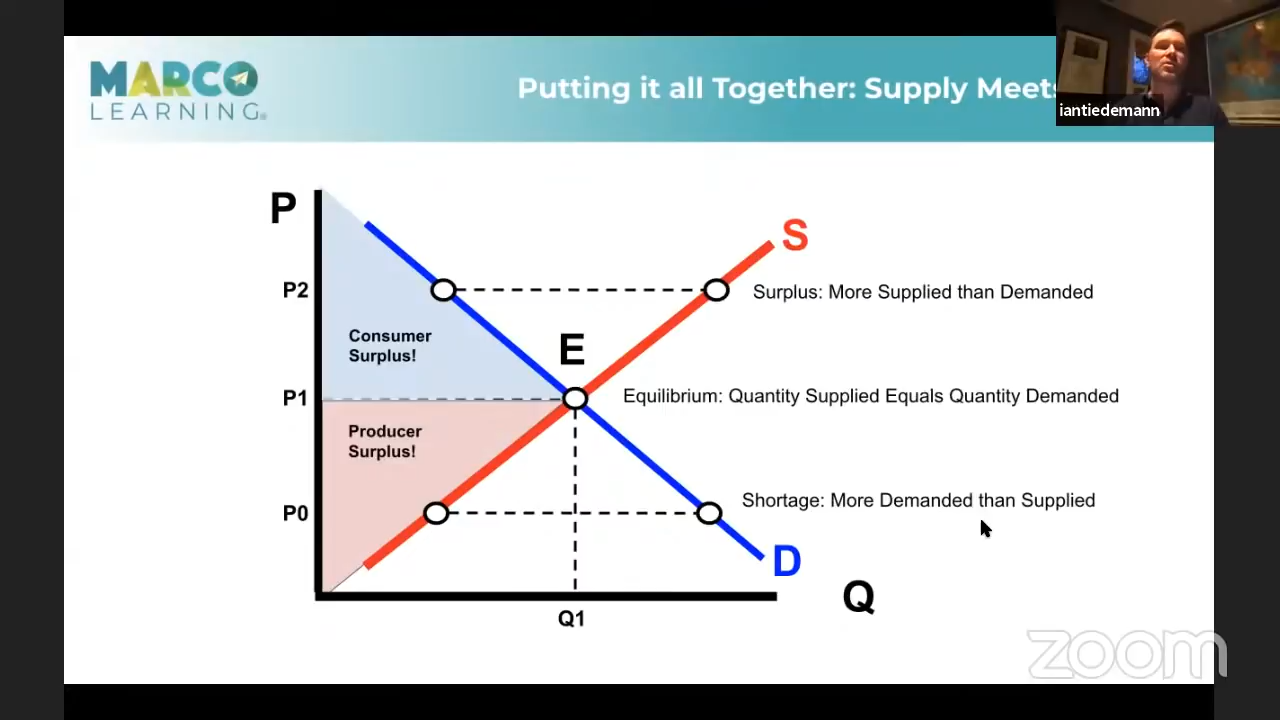 MARCO
LEARNING
Putting it all Together: Supply Meets
iantiedemann
P
S
P2
Surplus: More Supplied than Demanded
Consumer
Surplus!
E
P1
Equilibrium: Quantity Supplied Equals Quantity Demanded
Producer
Surplus!
P0
Shortage: More Demanded than Supplied
D
Q
Q1
zoom